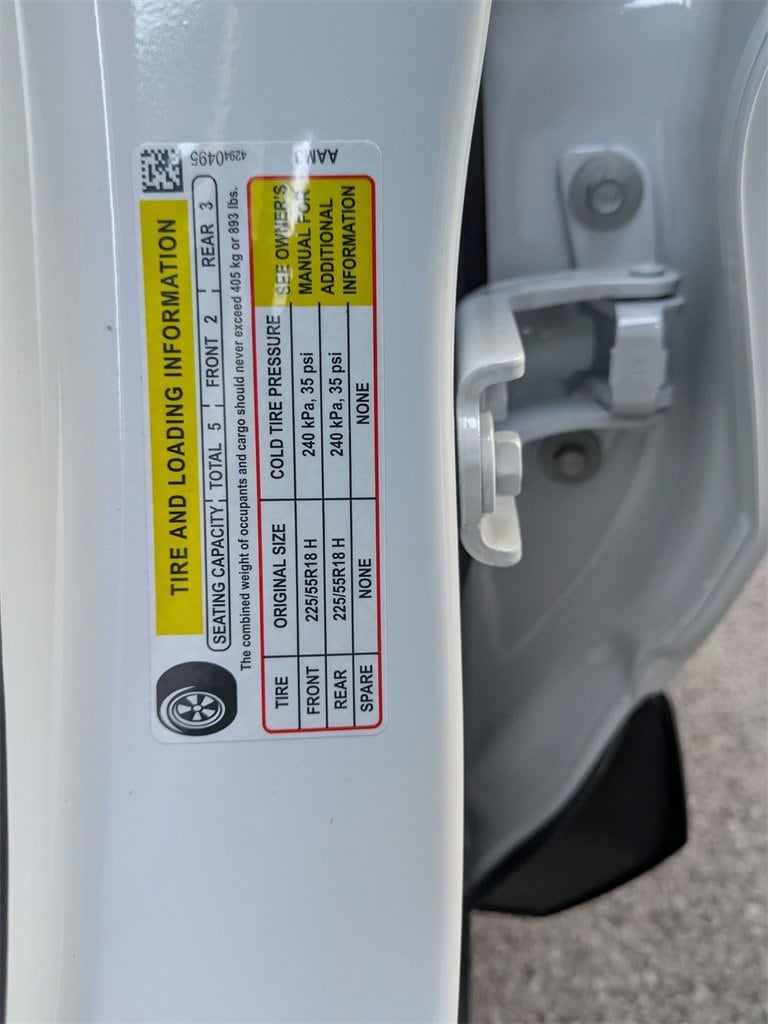 42940495
AAM3
TIRE AND LOADING INFORMATION
SEATING CAPACITY TOTAL 5 FRONT 2 REAR 3
The combined weight of occupants and cargo should never exceed 405 kg or 893 lbs.
TIRE ORIGINAL SIZE COLD TIRE PRESSURE
FRONT 225/55R18 H 240 kPa, 35 psi
REAR 225/55R18 H 240 kPa, 35 psi
SPARE NONE NONE
SEE OWNER'S
MANUAL FOR
ADDITIONAL
INFORMATION